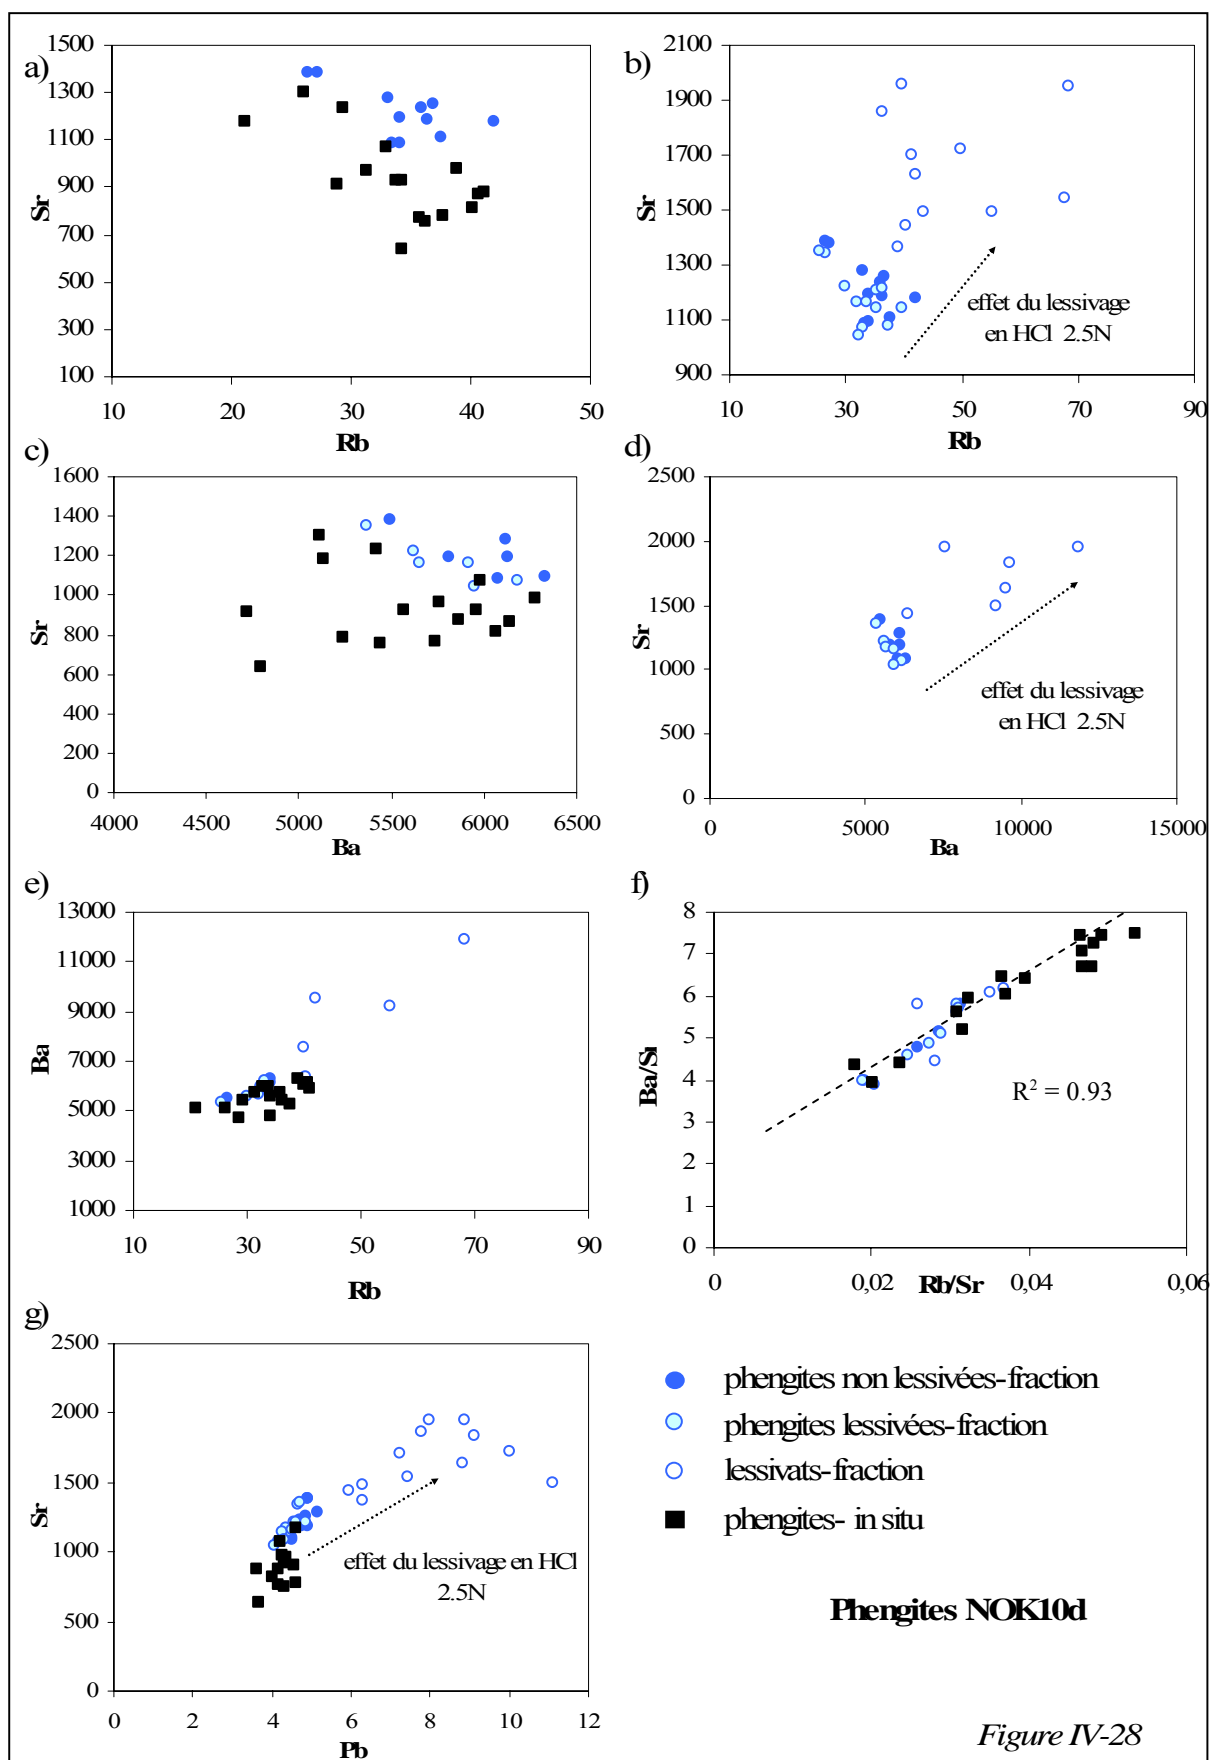 a)
1500
1300
1100
900
700
500
300
100
Sr
10 20 30 40 50
Rb
b)
2100
1900
1700
1500
1300
1100
900
Sr
effet du lessivage
en HCl 2.5N
10 30 50 70 90
Rb
c)
1600
1400
1200
1000
800
600
400
200
0
Sr
4000 4500 5000 5500 6000 6500
Ba
d)
2500
2000
1500
1000
500
0
Sr
effet du lessivage
en HCl 2.5N
0 5000 10000 15000
Ba
e)
13000
11000
9000
7000
5000
3000
1000
Ba
10 30 50 70 90
Rb
f)
8
7
6
5
4
3
2
1
0
Ba/Sr
R² = 0.93
0 0,02 0,04 0,06
Rb/Sr
g)
2500
2000
1500
1000
500
0
Sr
effet du lessivage en HCl
2.5N
0 2 4 6 8 10 12
Pb
phengites non lessivées-fraction
phengites lessivées-fraction
lessivats-fraction
phengites- in situ
Phengites NOK10d
Figure IV-28